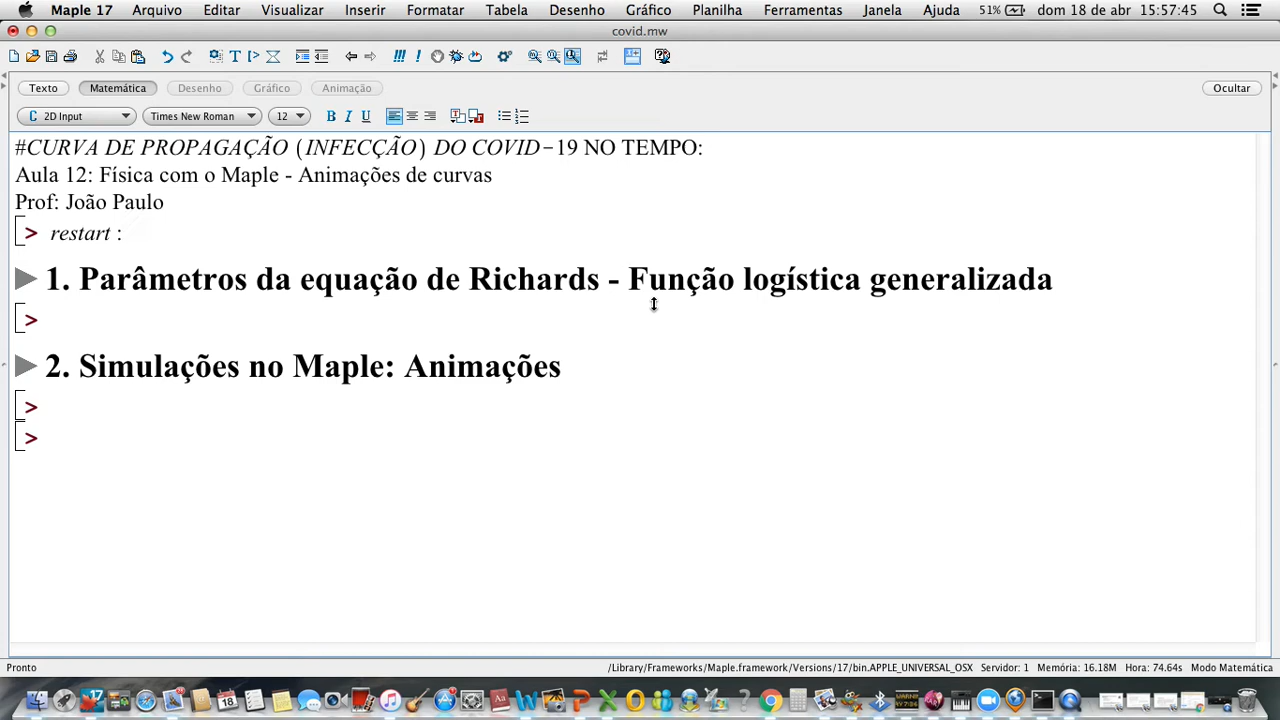 Maple 17 Arquivo Editar Visualizar Inserir Formatar Tabela Desenho Gráfico Planilha Ferramentas Janela Ajuda 51% dom 18 de abr 15:57:45
covid.mw
Texto Matemática Desenho Gráfico Animação Ocultar
C 2D Input Times New Roman 12 B I U
#CURVA DE PROPAGAÇÃO (INFECÇÃO) DO COVID-19 NO TEMPO:
Aula 12: Física com o Maple - Animações de curvas
Prof: João Paulo
> restart :
1. Parâmetros da equação de Richards - Função logística generalizada
>
2. Simulações no Maple: Animações
>
>
Pronto /Library/Frameworks/Maple.framework/Versions/17/bin.APPLE_UNIVERSAL_OSX Servidor: 1 Memória: 16.18M Hora: 74.64s Modo Matemática